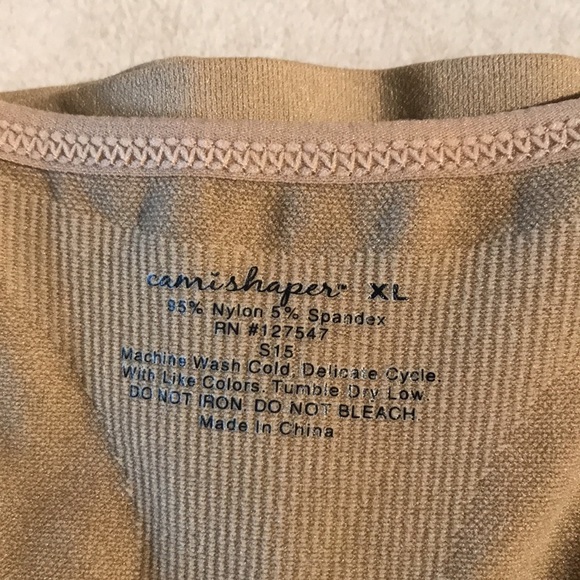 camishaper™ XL
95% Nylon 5% Spandex
RN #127547
S15
Machine Wash Cold, Delicate Cycle.
With Like Colors. Tumble Dry Low.
DO NOT IRON. DO NOT BLEACH.
Made In China